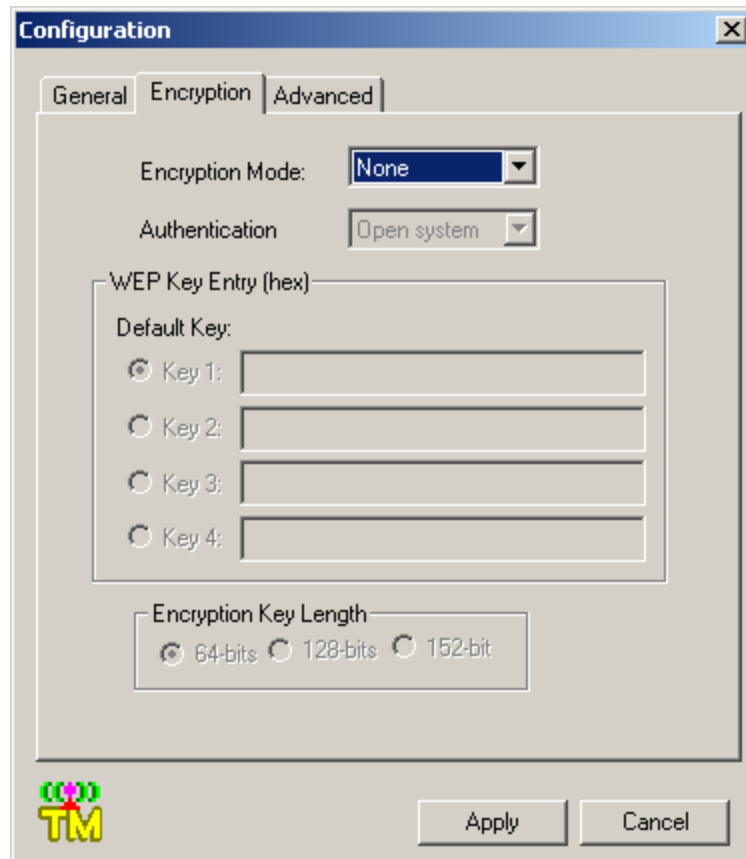 Configuration
General Encryption Advanced
Encryption Mode: None
Authentication Open system
WEP Key Entry (hex)
Default Key:
Key 1:
Key 2:
Key 3:
Key 4:
Encryption Key Length
64-bits 128-bits 152-bit
TM
Apply Cancel